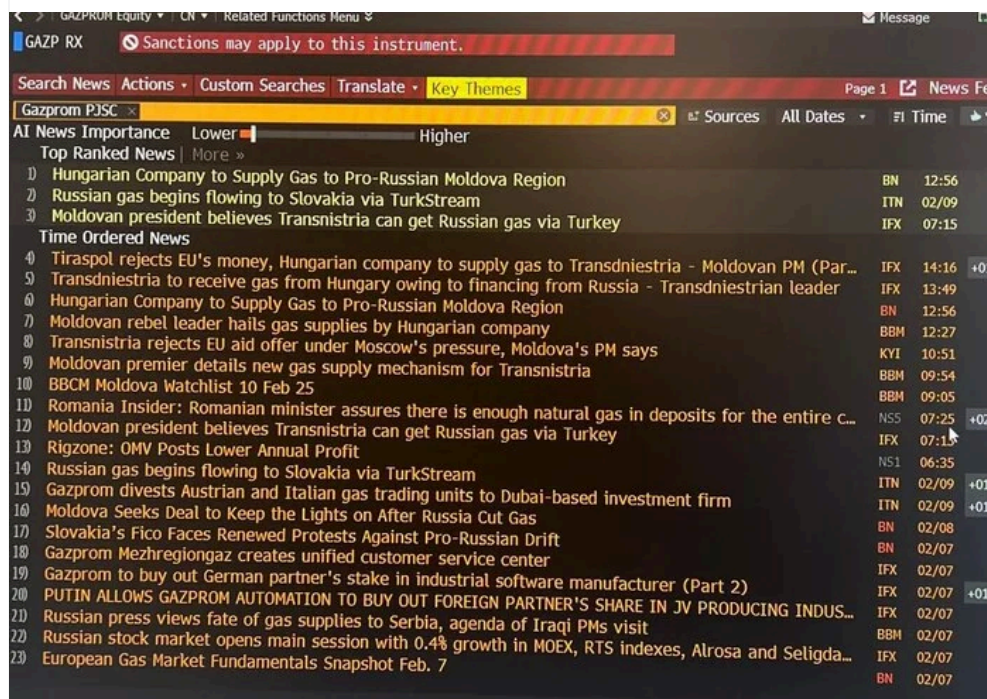 GAZPROM Equity CN Related Functions Menu Message
GAZP RX Sanctions may apply to this instrument.
Search News Actions Custom Searches Translate Key Themes Page 1 News Fe
Gazprom PJSC × Sources All Dates Time
AI News Importance Lower Higher
Top Ranked News | More »
1) Hungarian Company to Supply Gas to Pro-Russian Moldova Region BN 12:56
2) Russian gas begins flowing to Slovakia via TurkStream ITN 02/09
3) Moldovan president believes Transnistria can get Russian gas via Turkey IFX 07:15
Time Ordered News
4) Tiraspol rejects EU's money, Hungarian company to supply gas to Transdniestria - Moldovan PM (Par... IFX 14:16 +01
5) Transdniestria to receive gas from Hungary owing to financing from Russia - Transdniestrian leader IFX 13:49
6) Hungarian Company to Supply Gas to Pro-Russian Moldova Region BN 12:56
7) Moldovan rebel leader hails gas supplies by Hungarian company BBM 12:27
8) Transnistria rejects EU aid offer under Moscow's pressure, Moldova's PM says KYI 10:51
9) Moldovan premier details new gas supply mechanism for Transnistria BBM 09:54
10) BBCM Moldova Watchlist 10 Feb 25 BBM 09:05
11) Romania Insider: Romanian minister assures there is enough natural gas in deposits for the entire c... NS5 07:25 +02
12) Moldovan president believes Transnistria can get Russian gas via Turkey IFX 07:15
13) Rigzone: OMV Posts Lower Annual Profit NS1 06:35
14) Russian gas begins flowing to Slovakia via TurkStream ITN 02/09 +01
15) Gazprom divests Austrian and Italian gas trading units to Dubai-based investment firm ITN 02/09 +01
16) Moldova Seeks Deal to Keep the Lights on After Russia Cut Gas BN 02/08
17) Slovakia's Fico Faces Renewed Protests Against Pro-Russian Drift BN 02/07
18) Gazprom Mezhregiongaz creates unified customer service center IFX 02/07
19) Gazprom to buy out German partner's stake in industrial software manufacturer (Part 2) IFX 02/07 +01
20) PUTIN ALLOWS GAZPROM AUTOMATION TO BUY OUT FOREIGN PARTNER'S SHARE IN JV PRODUCING INDUS... IFX 02/07
21) Russian press views fate of gas supplies to Serbia, agenda of Iraqi PMs visit BBM 02/07
22) Russian stock market opens main session with 0.4% growth in MOEX, RTS indexes, Alrosa and Seligda... IFX 02/07
23) European Gas Market Fundamentals Snapshot Feb. 7 BN 02/07